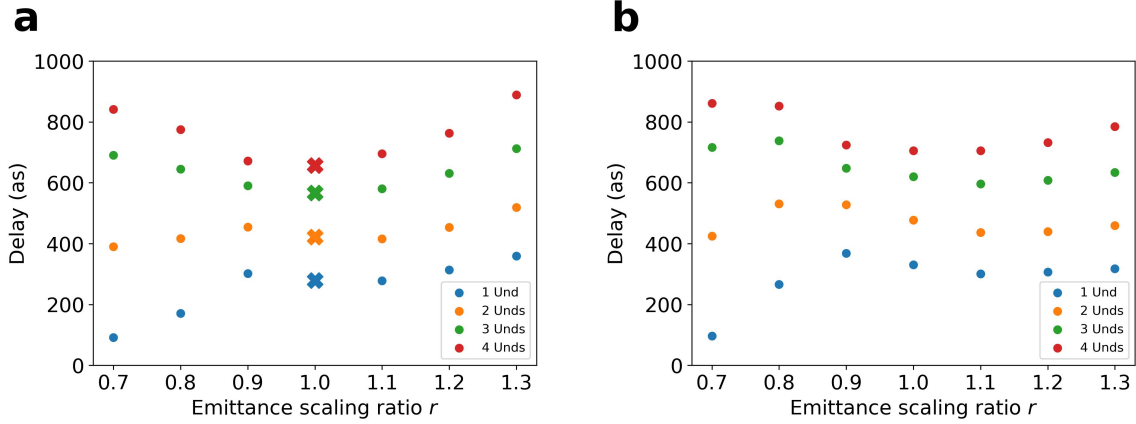 a
1000
800
600
400
200
0
Delay (as)
0.7 0.8 0.9 1.0 1.1 1.2 1.3
Emittance scaling ratio r
1 Und
2 Unds
3 Unds
4 Unds
b
1000
800
600
400
200
0
Delay (as)
0.7 0.8 0.9 1.0 1.1 1.2 1.3
Emittance scaling ratio r
1 Und
2 Unds
3 Unds
4 Unds